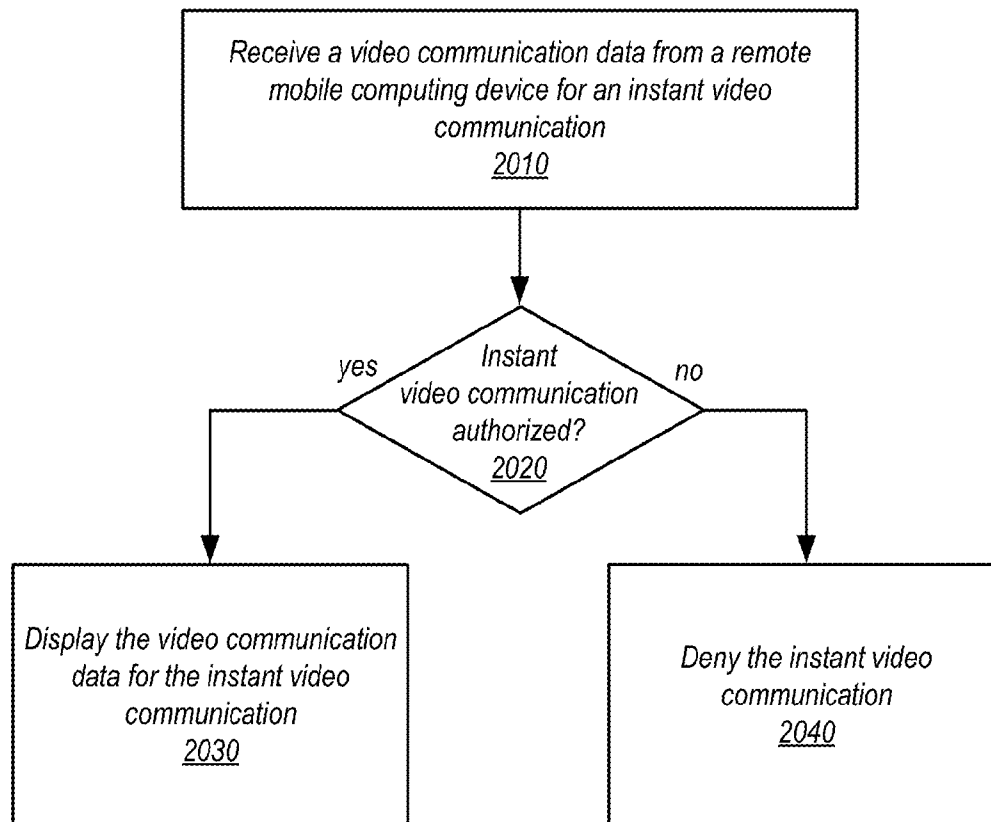 Receive a video communication data from a remote
mobile computing device for an instant video
communication
2010
yes
Instant
video communication
authorized?
2020
no
Display the video communication
data for the instant video
communication
2030
Deny the instant video
communication
2040